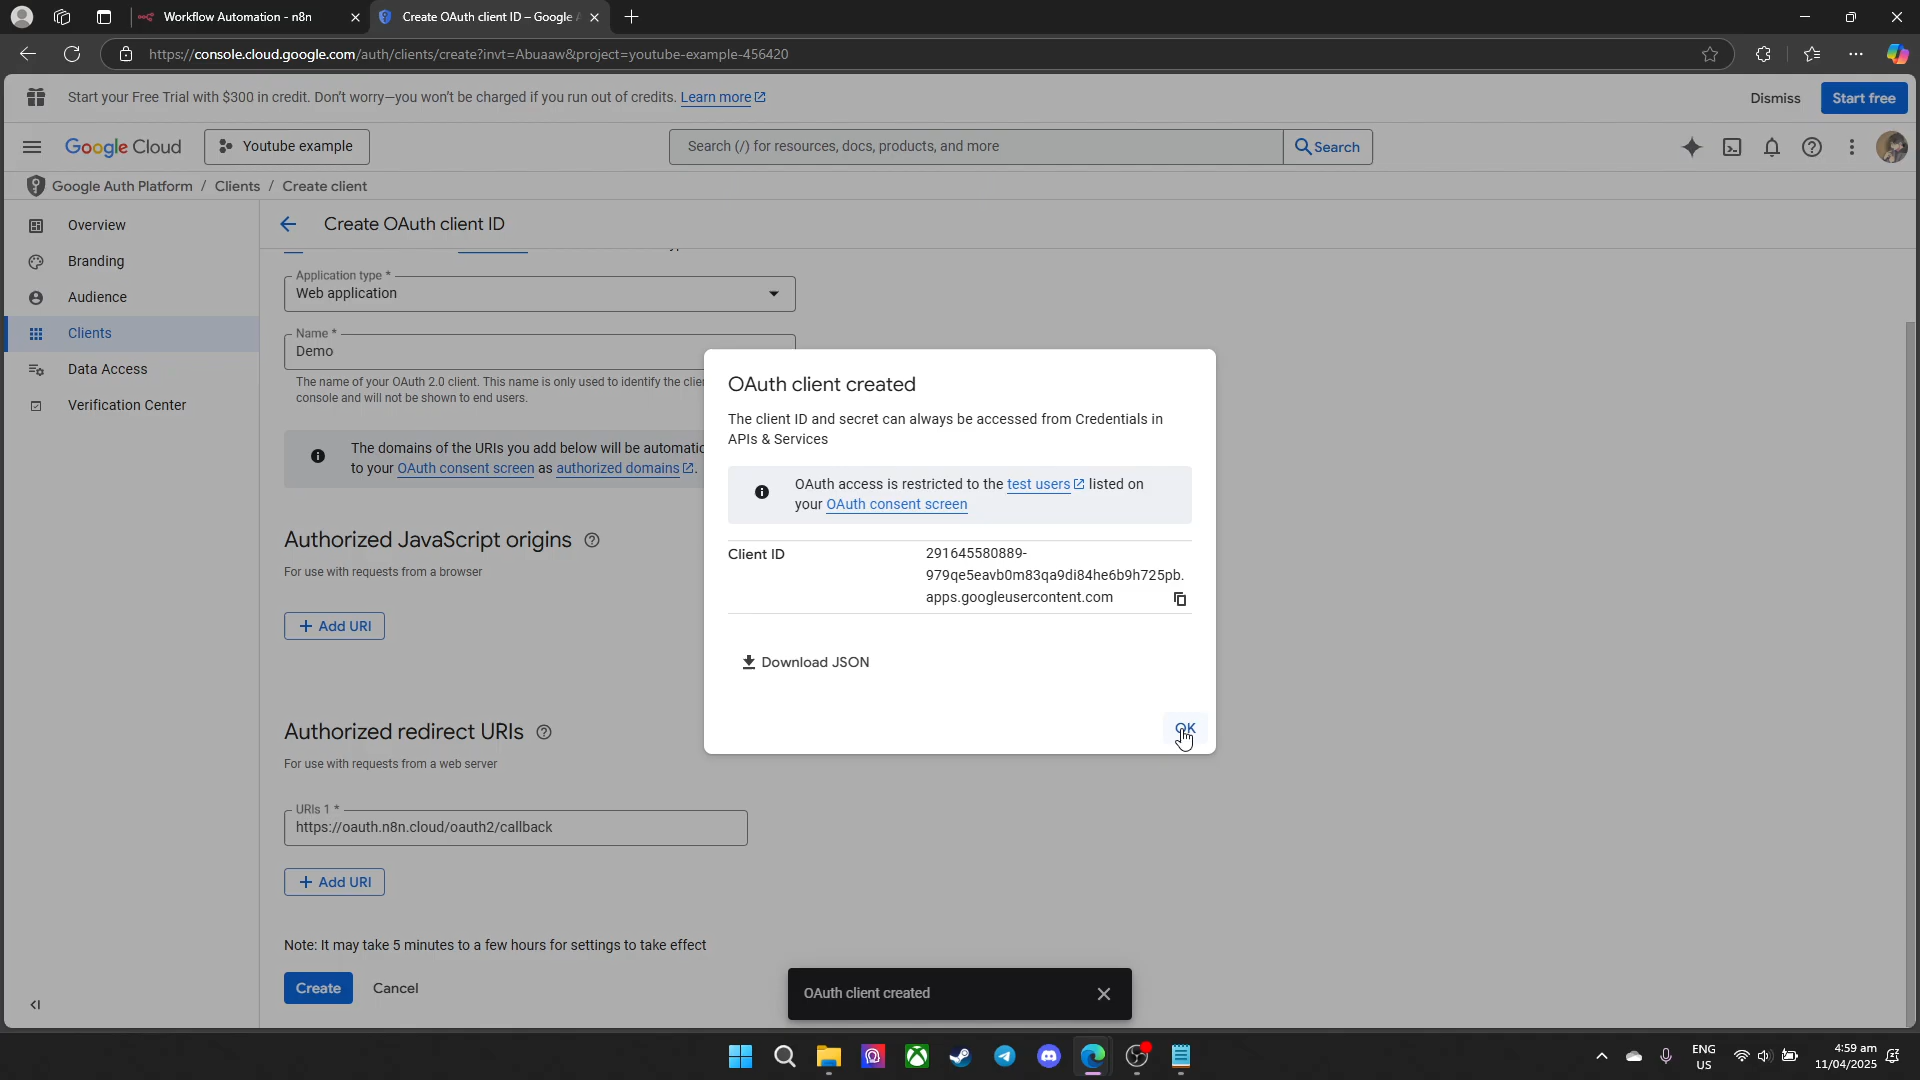 Workflow Automation - n8n
Create OAuth client ID – Google
https://console.cloud.google.com/auth/clients/create?invt=Abuaaw&project=youtube-example-456420
Start your Free Trial with $300 in credit. Don't worry—you won't be charged if you run out of credits. Learn more
Dismiss
Start free
Google Cloud
Youtube example
Search (/) for resources, docs, products, and more
Search
Google Auth Platform / Clients / Create client
Overview
Branding
Audience
Clients
Data Access
Verification Center
Create OAuth client ID
Application type *
Web application
Name *
Demo
The name of your OAuth 2.0 client. This name is only used to identify the
console and will not be shown to end users.
The domains of the URIs you add below will be
to your OAuth consent screen as authorized domains.
Authorized JavaScript origins
For use with requests from a browser
+ Add URI
Authorized redirect URIs
For use with requests from a web server
URIs 1 *
https://oauth.n8n.cloud/oauth2/callback
+ Add URI
Note: It may take 5 minutes to a few hours for settings to take effect
Create
Cancel
OAuth client created
The client ID and secret can always be accessed from Credentials in
APIs & Services
OAuth access is restricted to the test users listed on
your OAuth consent screen
Client ID
291645580889-
979qe5eavb0m83qa9di84he6b9h725pb.
apps.googleusercontent.com
Download JSON
OK
OAuth client created
ENG
US
4:59 am
11/04/2025